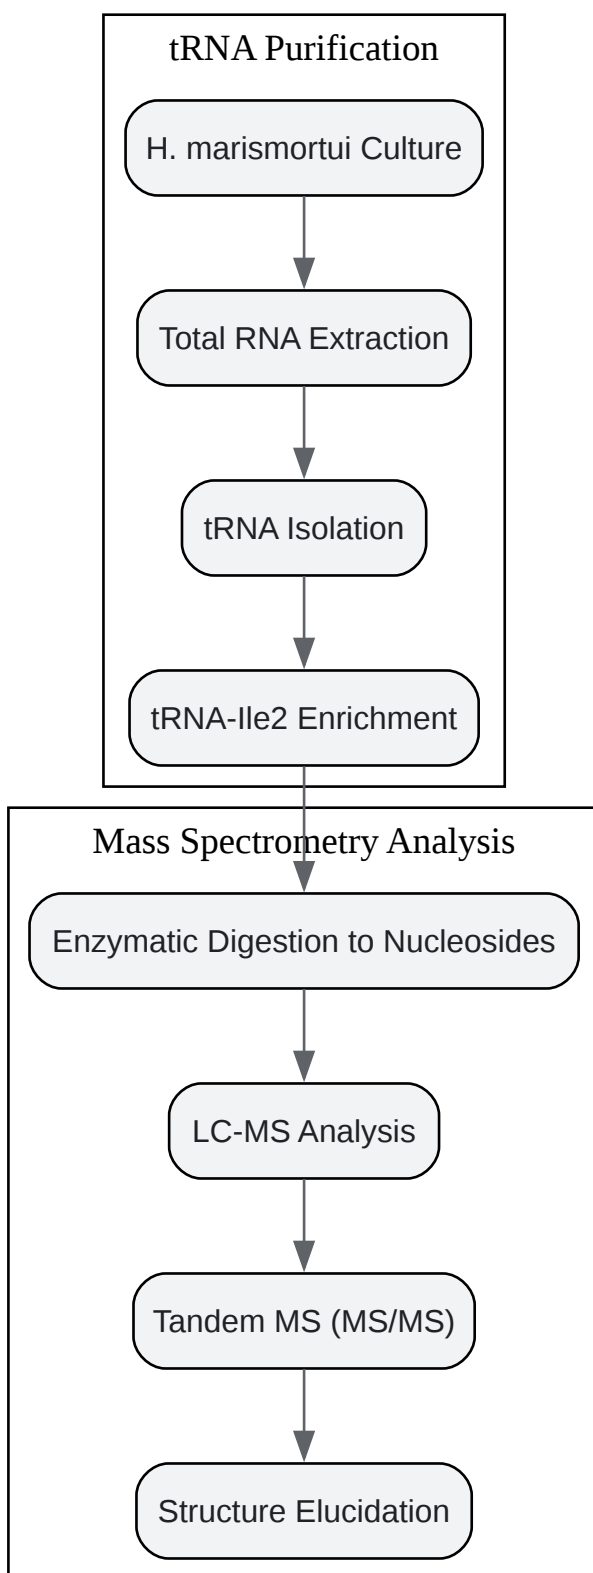 tRNA Purification
H. marismortui Culture
Total RNA Extraction
tRNA Isolation
tRNA-Ile2 Enrichment
Mass Spectrometry Analysis
Enzymatic Digestion to Nucleosides
LC-MS Analysis
Tandem MS (MS/MS)
Structure Elucidation